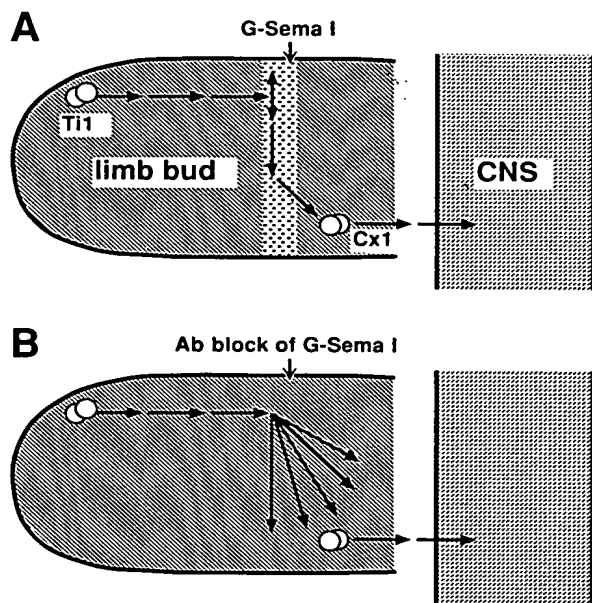 A
G-Sema I
Ti1
limb bud
CNS
Cx1
B
Ab block of G-Sema I